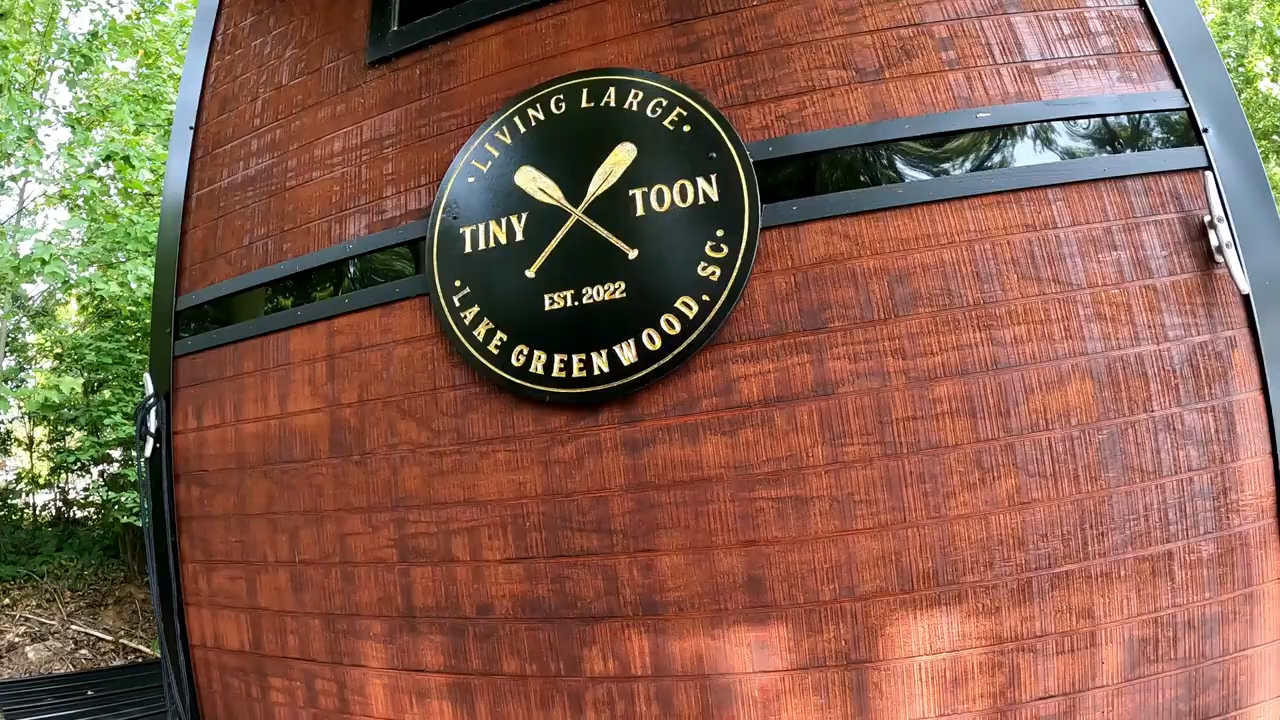 ·LIVING LARGE·
TINY TOON
EST. 2022
·LAKE GREENWOOD, SC·